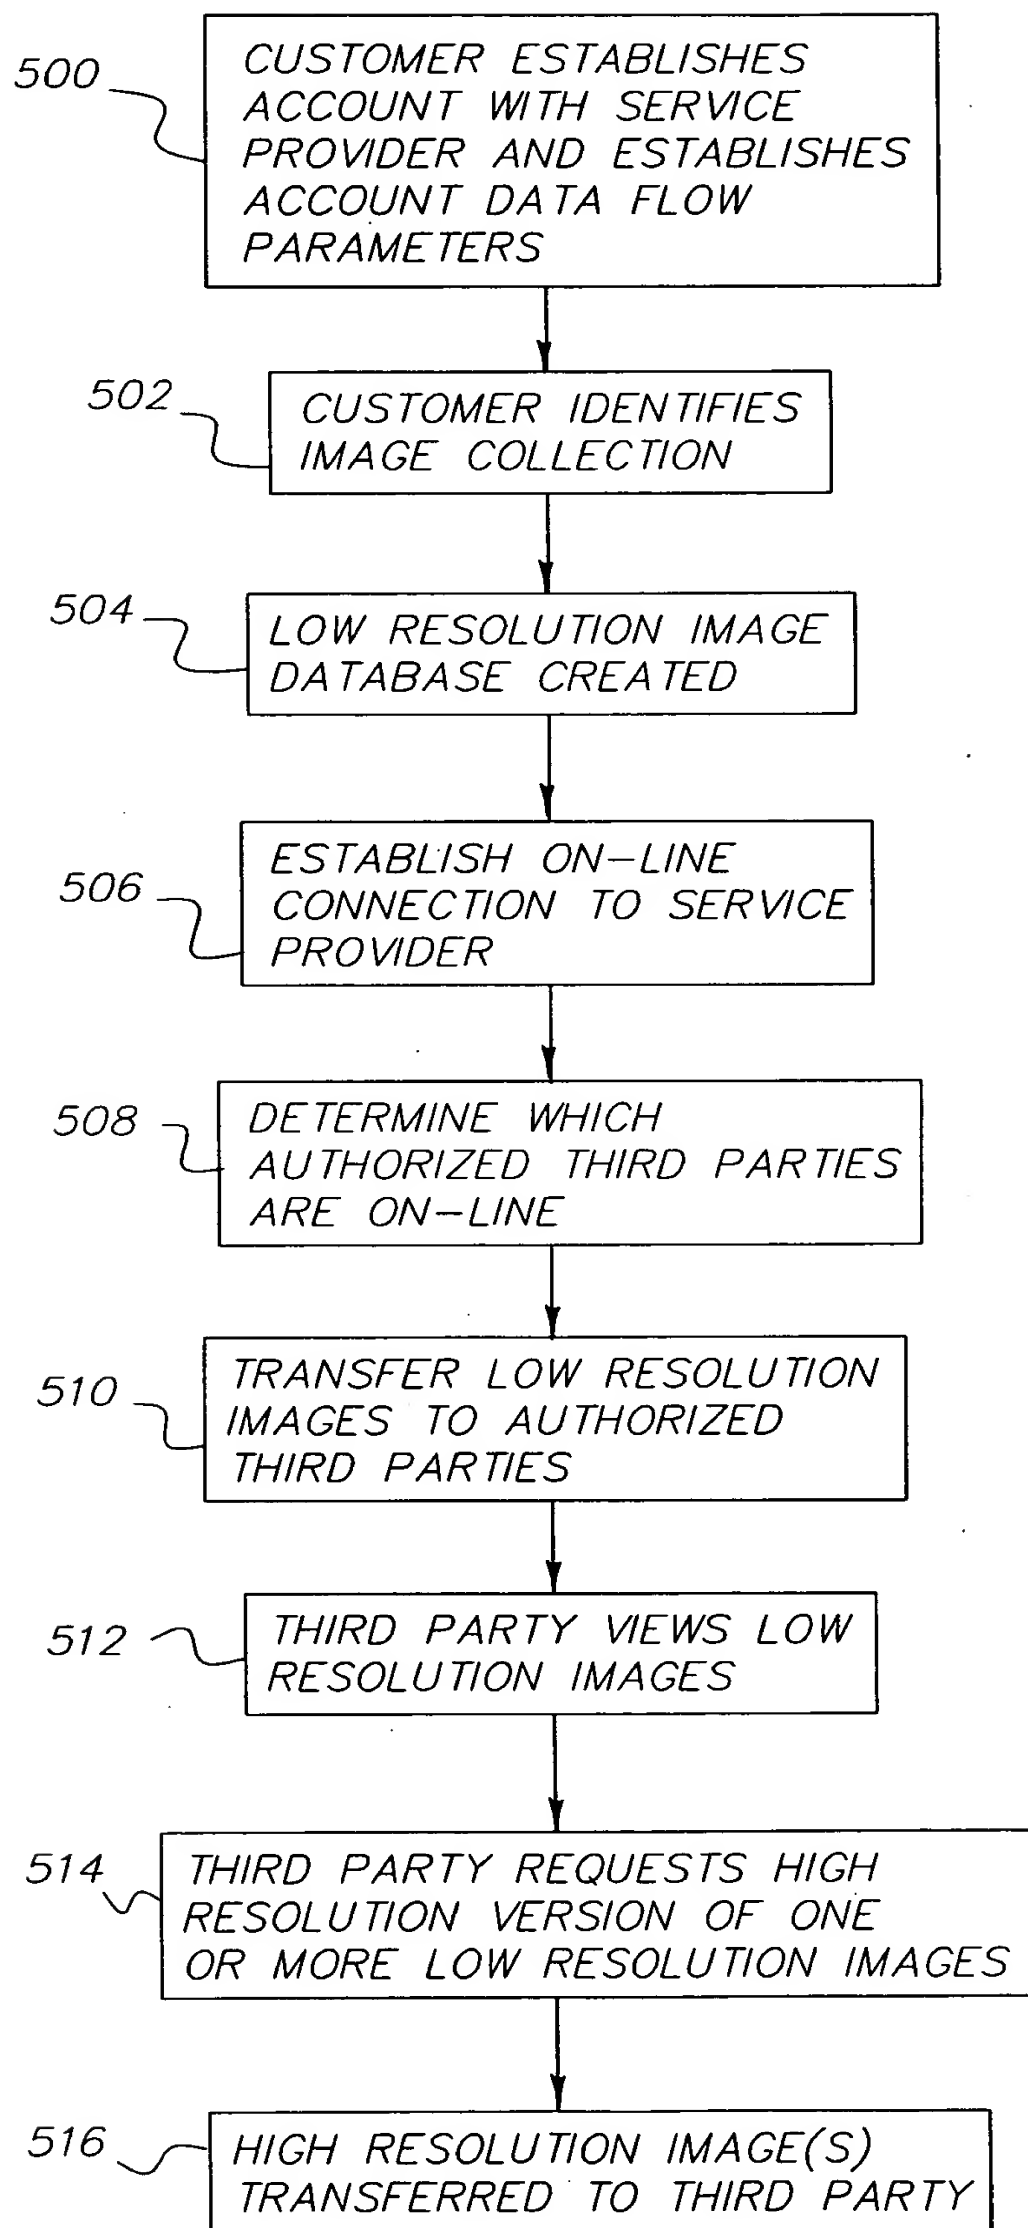 500
CUSTOMER ESTABLISHES
ACCOUNT WITH SERVICE
PROVIDER AND ESTABLISHES
ACCOUNT DATA FLOW
PARAMETERS
502
CUSTOMER IDENTIFIES
IMAGE COLLECTION
504
LOW RESOLUTION IMAGE
DATABASE CREATED
506
ESTABLISH ON-LINE
CONNECTION TO SERVICE
PROVIDER
508
DETERMINE WHICH
AUTHORIZED THIRD PARTIES
ARE ON-LINE
510
TRANSFER LOW RESOLUTION
IMAGES TO AUTHORIZED
THIRD PARTIES
512
THIRD PARTY VIEWS LOW
RESOLUTION IMAGES
514
THIRD PARTY REQUESTS HIGH
RESOLUTION VERSION OF ONE
OR MORE LOW RESOLUTION IMAGES
516
HIGH RESOLUTION IMAGE(S)
TRANSFERRED TO THIRD PARTY